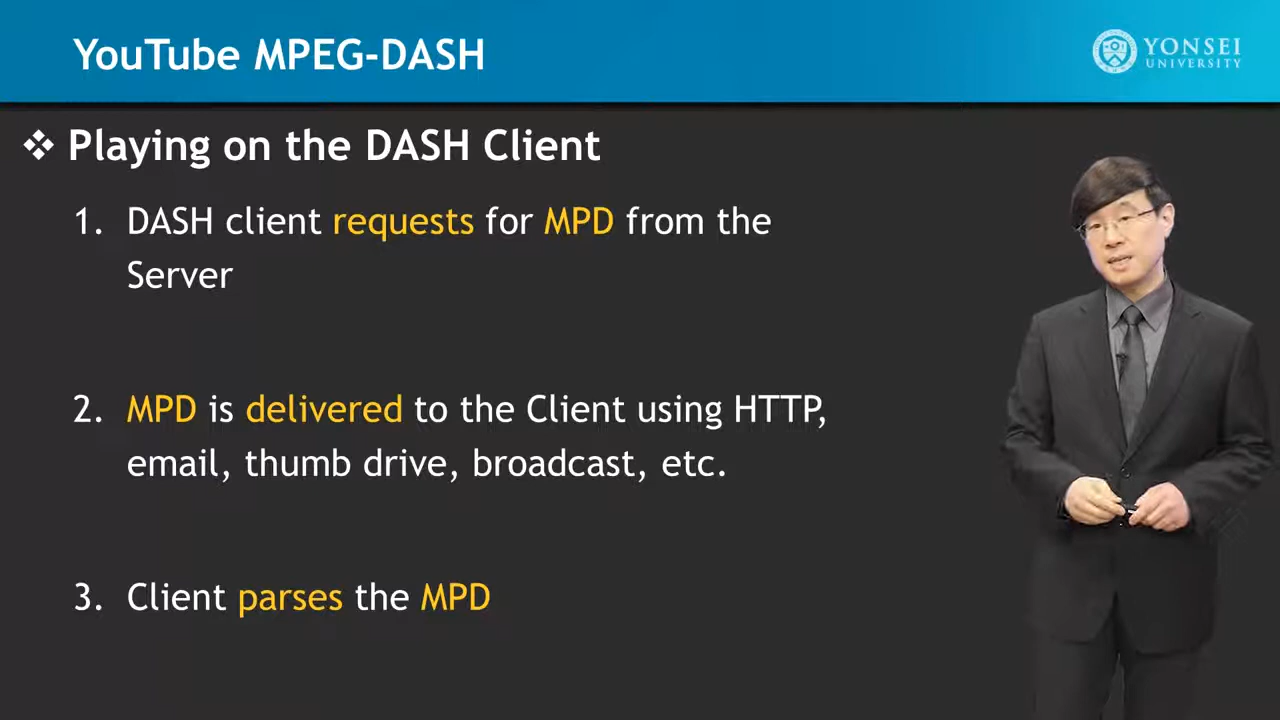 YouTube MPEG-DASH
YONSEI
UNIVERSITY
❖ Playing on the DASH Client
1. DASH client requests for MPD from the
Server
2. MPD is delivered to the Client using HTTP,
email, thumb drive, broadcast, etc.
3. Client parses the MPD